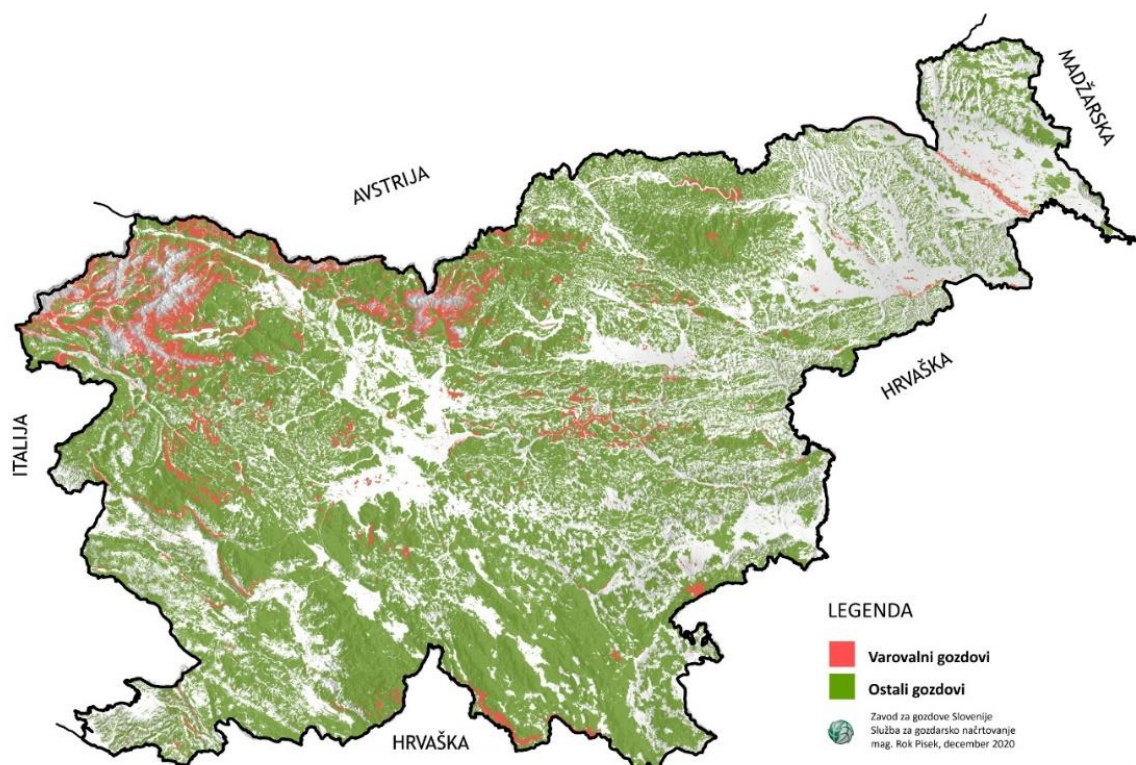 MADŽARSKA
AVSTRIJA
HRVAŠKA
ITALIJA
HRVAŠKA
LEGENDA
Varovalni gozdovi
Ostali gozdovi
Zavod za gozdove Slovenije
Služba za gozdarsko načrtovanje
mag. Rok Pisek, december 2020